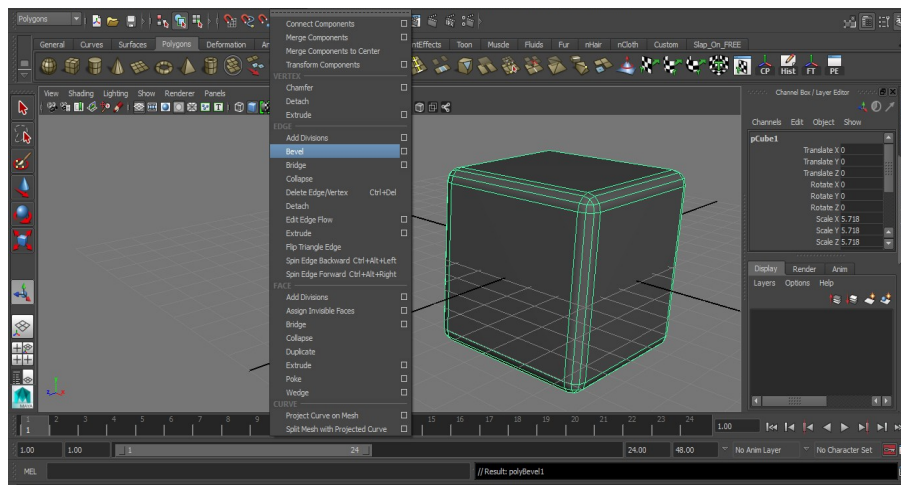 Polygons
General Curves Surfaces Polygons Deformation
ntEffects Toon Muscle Fluids Fur nHair nCloth Custom Slap_On_FREE
CP Hist FT PE
View Shading Lighting Show Renderer Panels
Connect Components
Merge Components
Merge Components to Center
Transform Components
VERTEX
Chamfer
Detach
Extrude
EDGE
Add Divisions
Bevel
Bridge
Collapse
Delete Edge/Vertex Ctrl+Del
Detach
Edit Edge Flow
Extrude
Flip Triangle Edge
Spin Edge Backward Ctrl+Alt+Left
Spin Edge Forward Ctrl+Alt+Right
FACE
Add Divisions
Assign Invisible Faces
Bridge
Collapse
Duplicate
Extrude
Poke
Wedge
CURVE
Project Curve on Mesh
Split Mesh with Projected Curve
Channel Box / Layer Editor
Channels Edit Object Show
pCube1
Translate X 0
Translate Y 0
Translate Z 0
Rotate X 0
Rotate Y 0
Rotate Z 0
Scale X 5.718
Scale Y 5.718
Scale Z 5.718
Display Render Anim
Layers Options Help
1 2 3 4 5 6 7 8 9 15 16 17 18 19 20 21 22 23 24
1 1.00
1.00 1.00 1 24 24.00 48.00 No Anim Layer No Character Set
MEL // Result: polyBevel1